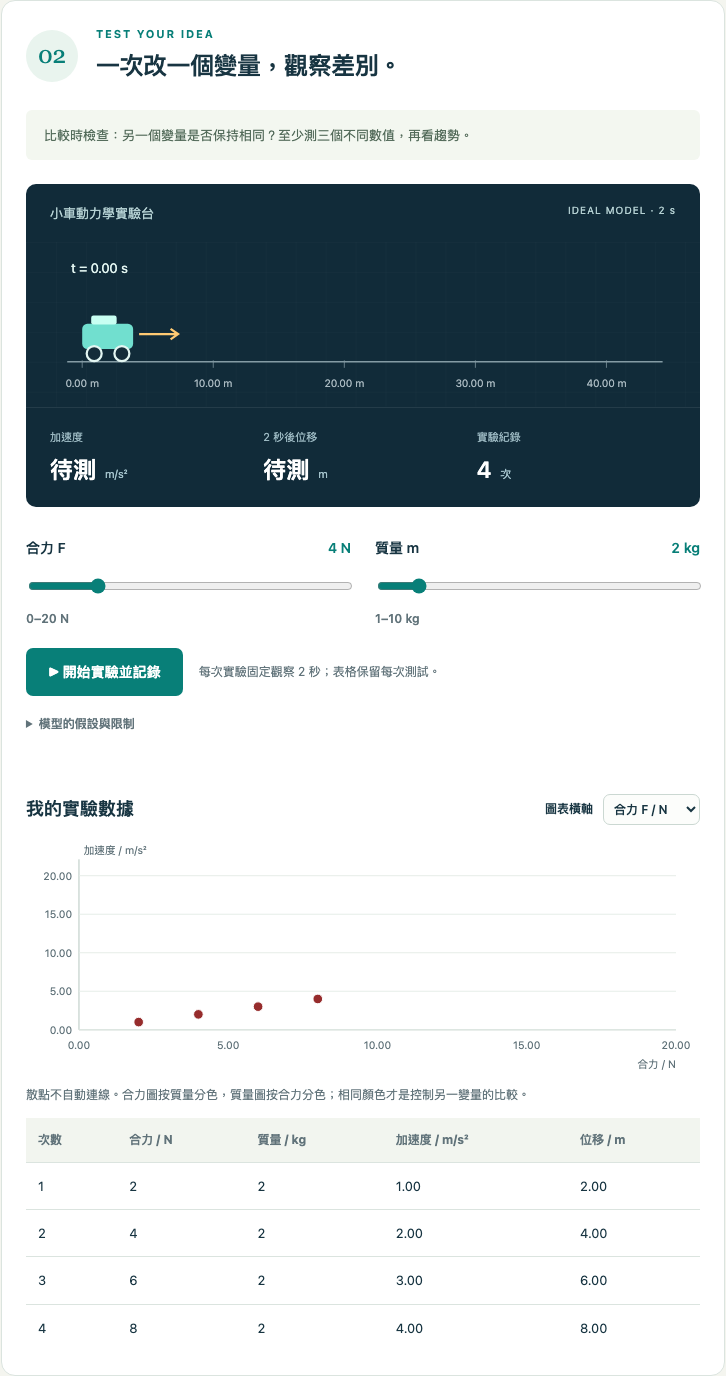 02
TEST YOUR IDEA
一次改一個變量，觀察差別。
比較時檢查：另一個變量是否保持相同？至少測三個不同數值，再看趨勢。
小車動力學實驗台
IDEAL MODEL · 2 s
t = 0.00 s
0.00 m 10.00 m 20.00 m 30.00 m 40.00 m
加速度 2 秒後位移 實驗紀錄
待測 m/s² 待測 m 4 次
合力 F 4 N 質量 m 2 kg
0–20 N 1–10 kg
▶ 開始實驗並記錄 每次實驗固定觀察 2 秒；表格保留每次測試。
▶ 模型的假設與限制
我的實驗數據 圖表橫軸 合力 F / N
加速度 / m/s²
20.00
15.00
10.00
5.00
0.00
0.00 5.00 10.00 15.00 20.00
合力 / N
散點不自動連線。合力圖按質量分色，質量圖按合力分色；相同顏色才是控制另一變量的比較。
次數 合力 / N 質量 / kg 加速度 / m/s² 位移 / m
1 2 2 1.00 2.00
2 4 2 2.00 4.00
3 6 2 3.00 6.00
4 8 2 4.00 8.00